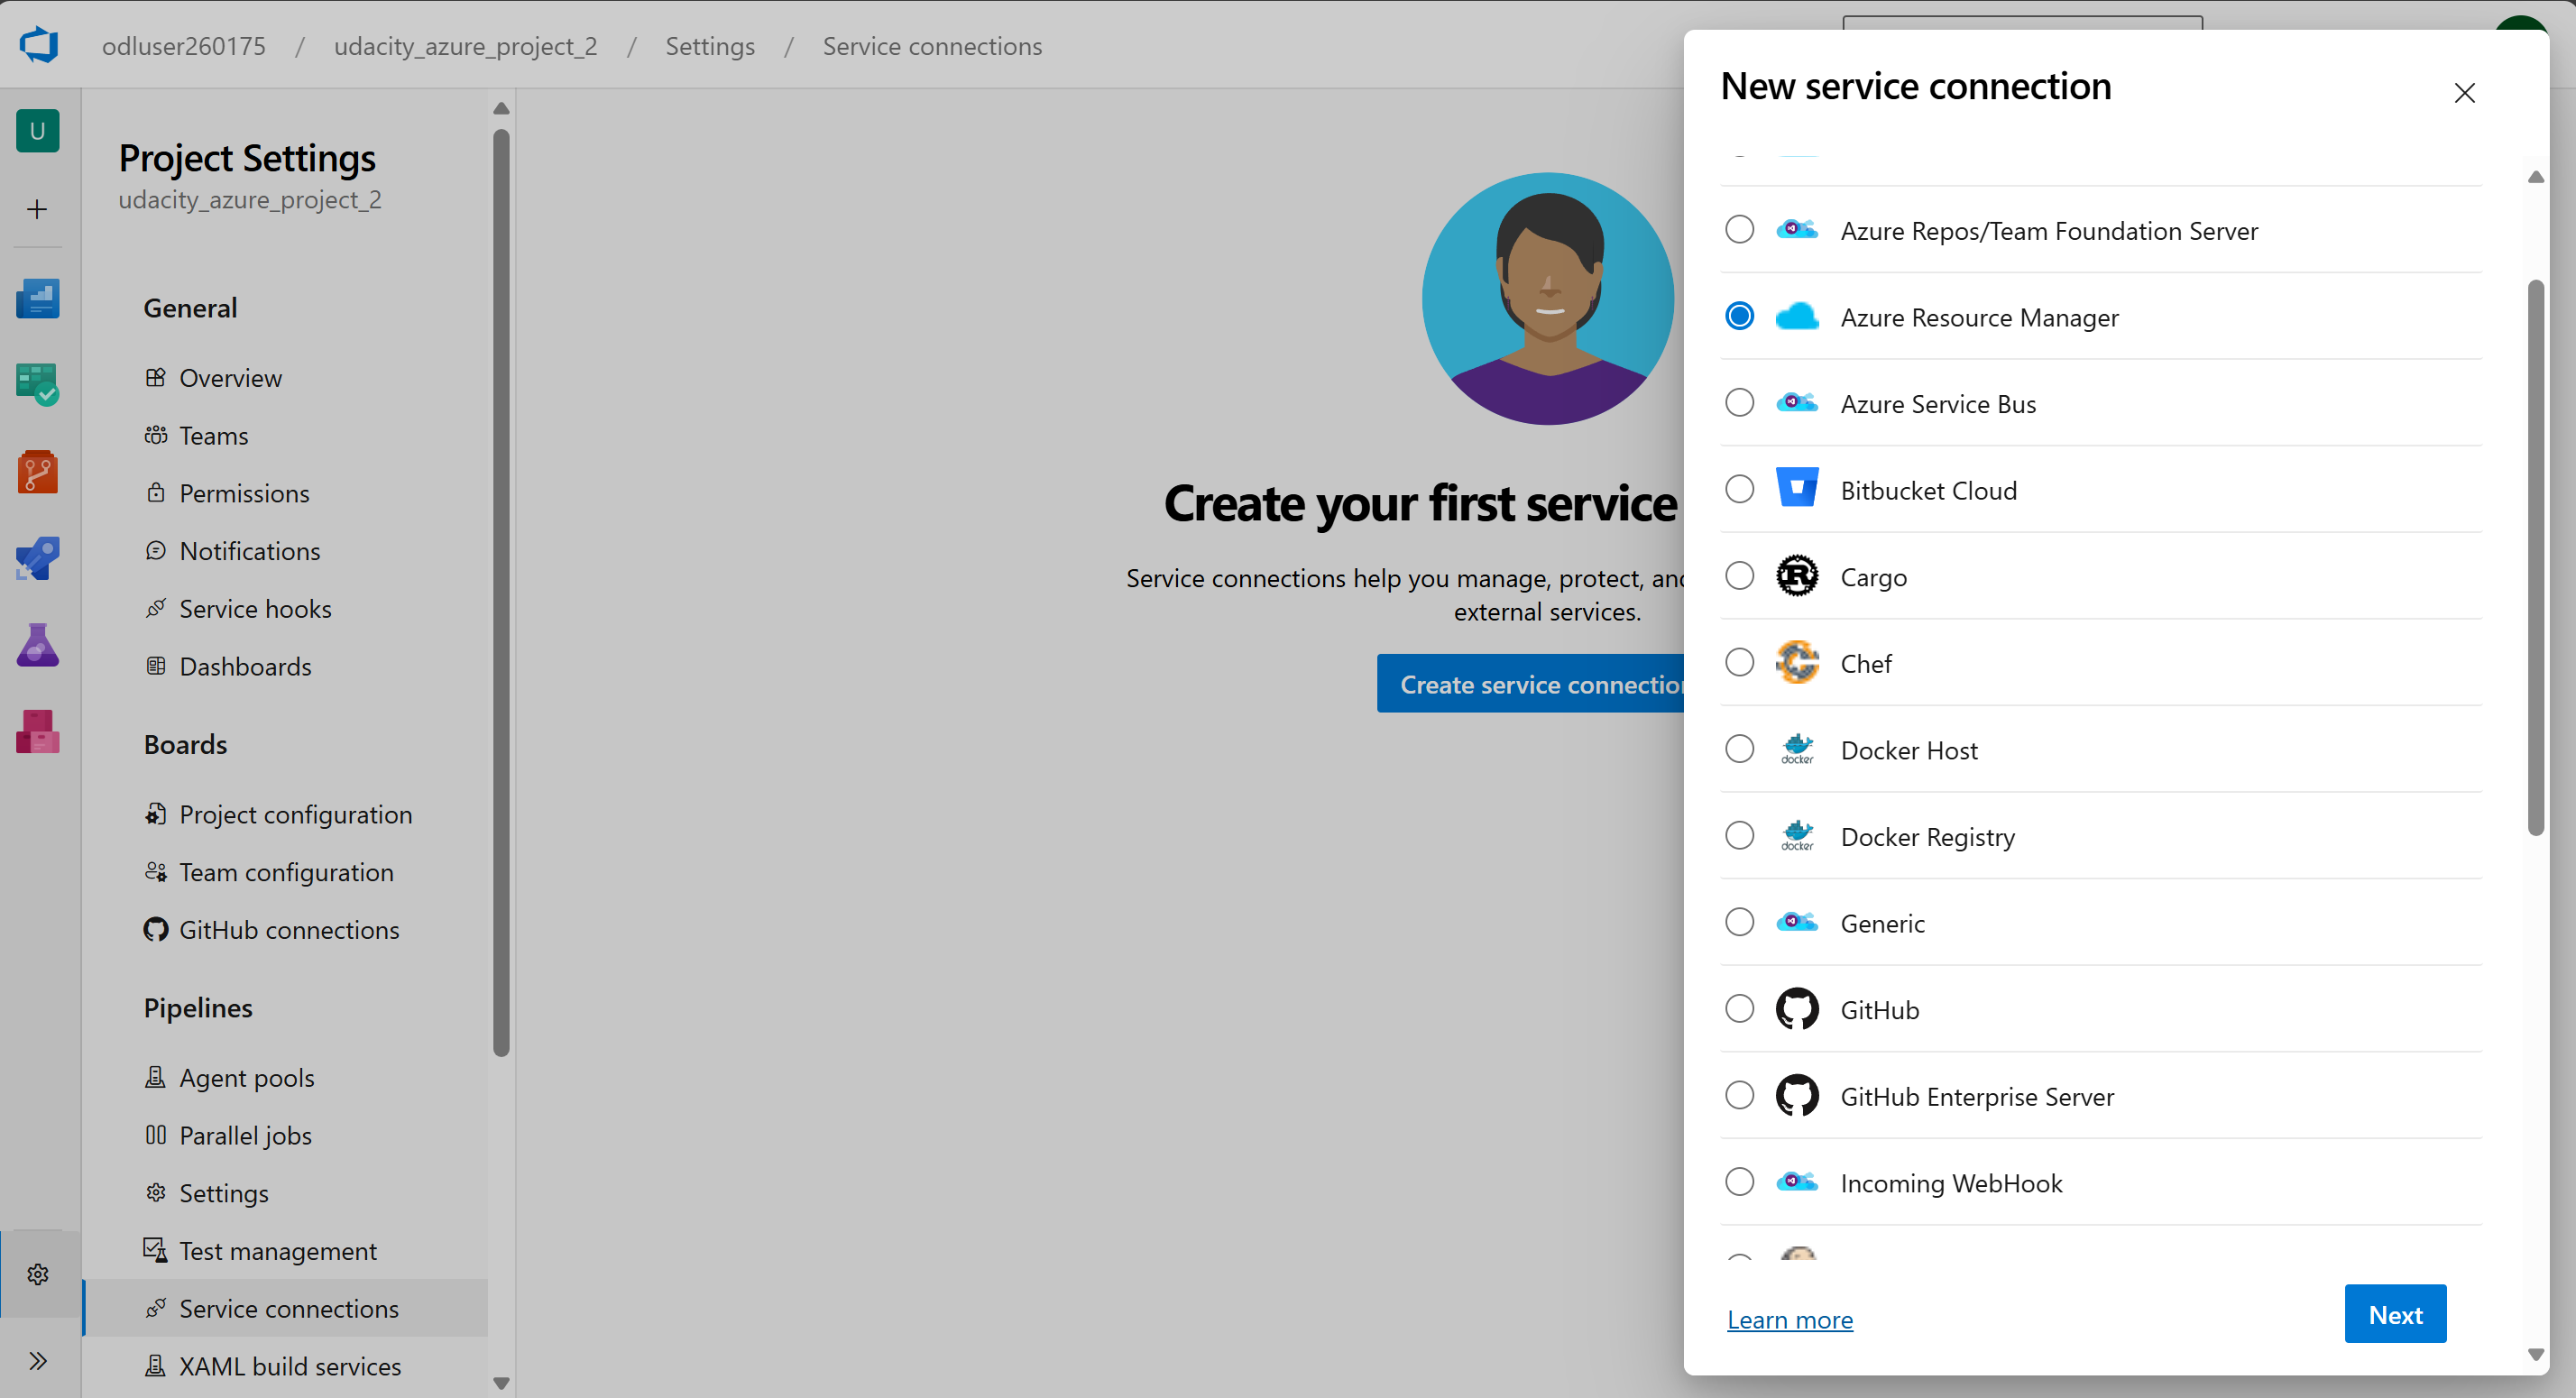 odluser260175 / udacity_azure_project_2 / Settings / Service connections
U
Project Settings
udacity_azure_project_2
General
Overview
Teams
Permissions
Notifications
Service hooks
Dashboards
Boards
Project configuration
Team configuration
GitHub connections
Pipelines
Agent pools
Parallel jobs
Settings
Test management
Service connections
XAML build services
Create your first service
Service connections help you manage, protect, and
external services.
Create service connection
New service connection
Azure Repos/Team Foundation Server
Azure Resource Manager
Azure Service Bus
Bitbucket Cloud
Cargo
Chef
docker
Docker Host
docker
Docker Registry
Generic
GitHub
GitHub Enterprise Server
Incoming WebHook
Learn more
Next